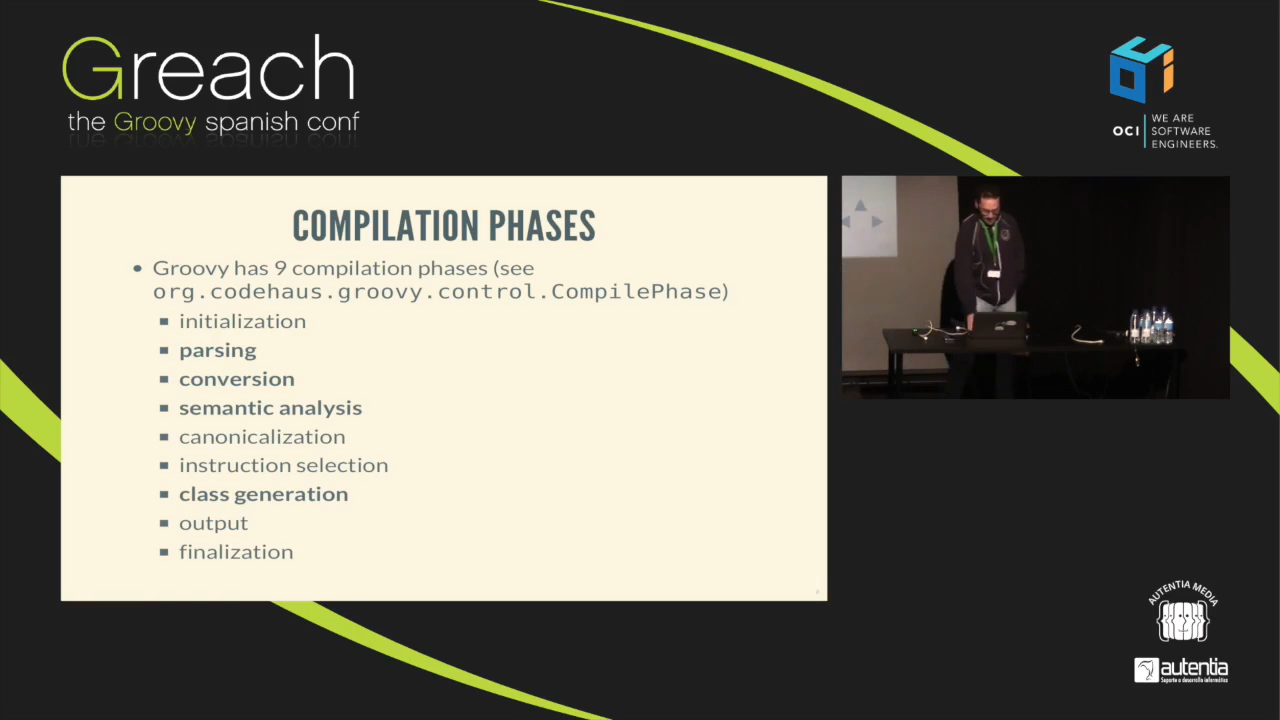 Greach
the Groovy spanish conf
OCI
WE ARE
SOFTWARE
ENGINEERS.
COMPILATION PHASES
• Groovy has 9 compilation phases (see
org.codehaus.groovy.control.CompilePhase)
▪ initialization
▪ parsing
▪ conversion
▪ semantic analysis
▪ canonicalization
▪ instruction selection
▪ class generation
▪ output
▪ finalization
AUTENTIA MEDIA
autentia
Soporte a desarrollo informático